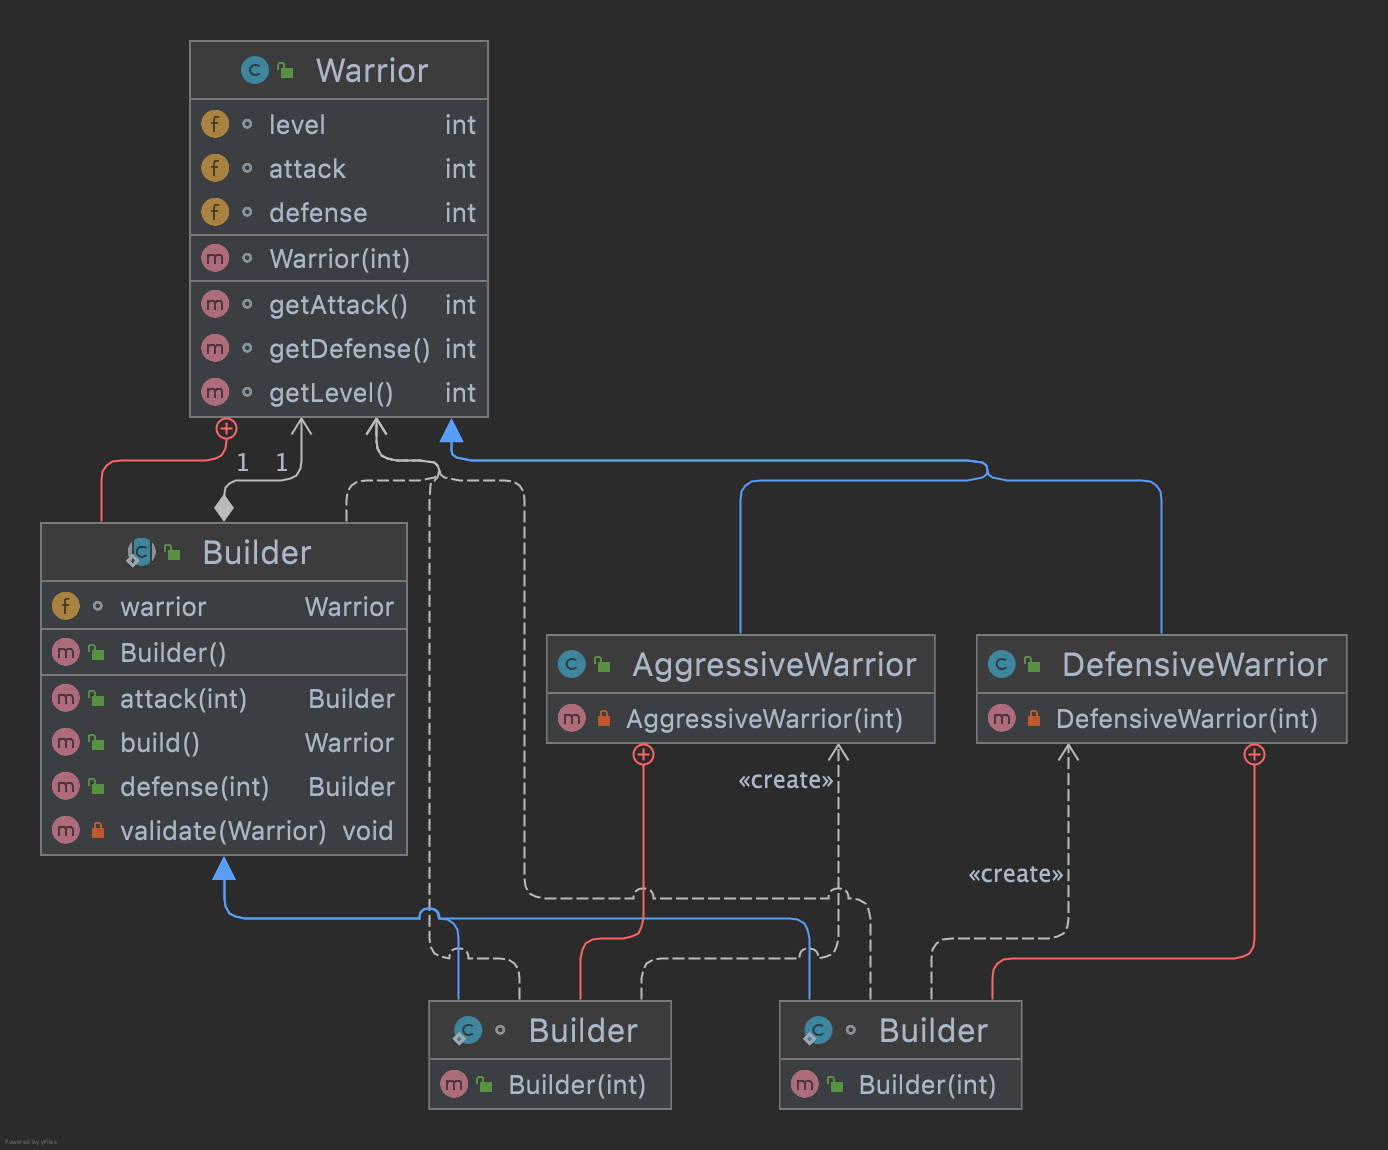 Warrior
level int
attack int
defense int
Warrior(int)
getAttack() int
getDefense() int
getLevel() int
1 1
Builder
warrior Warrior
Builder()
attack(int) Builder
build() Warrior
defense(int) Builder
validate(Warrior) void
AggressiveWarrior
AggressiveWarrior(int)
DefensiveWarrior
DefensiveWarrior(int)
«create»
«create»
Builder
Builder(int)
Builder
Builder(int)
Powered by yFiles